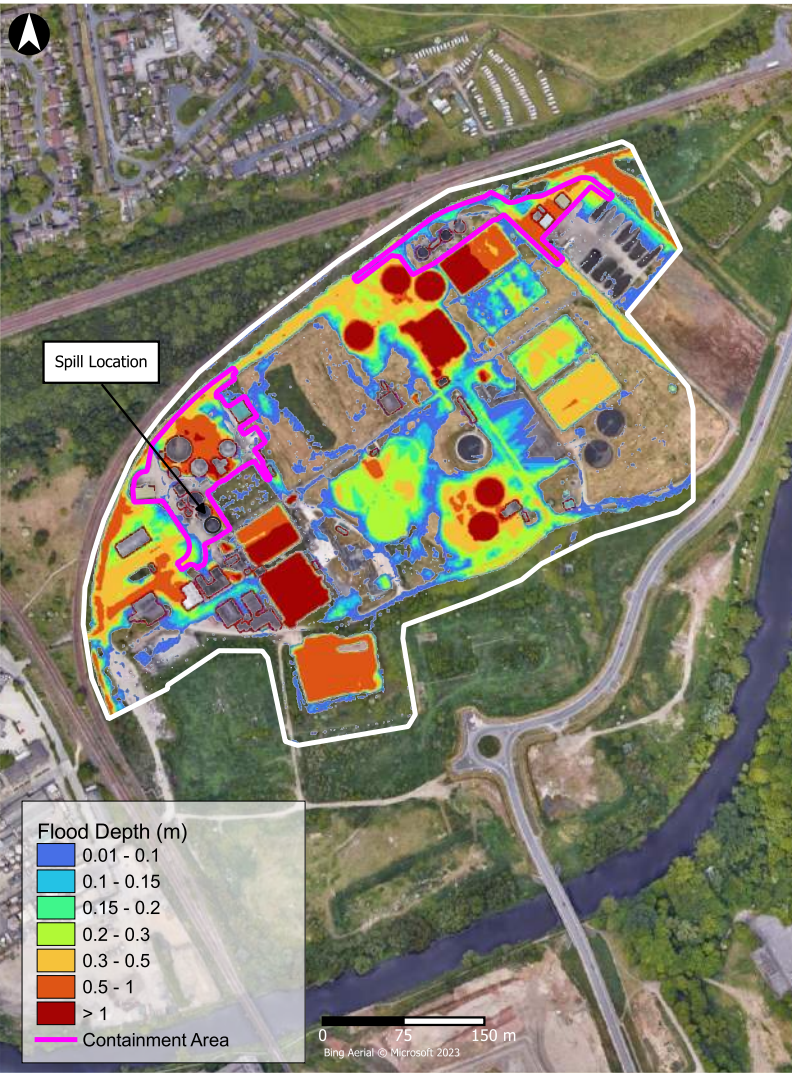 Spill Location
Flood Depth (m)
0.01 - 0.1
0.1 - 0.15
0.15 - 0.2
0.2 - 0.3
0.3 - 0.5
0.5 - 1
> 1
Containment Area
0 75 150 m
Bing Aerial © Microsoft 2023